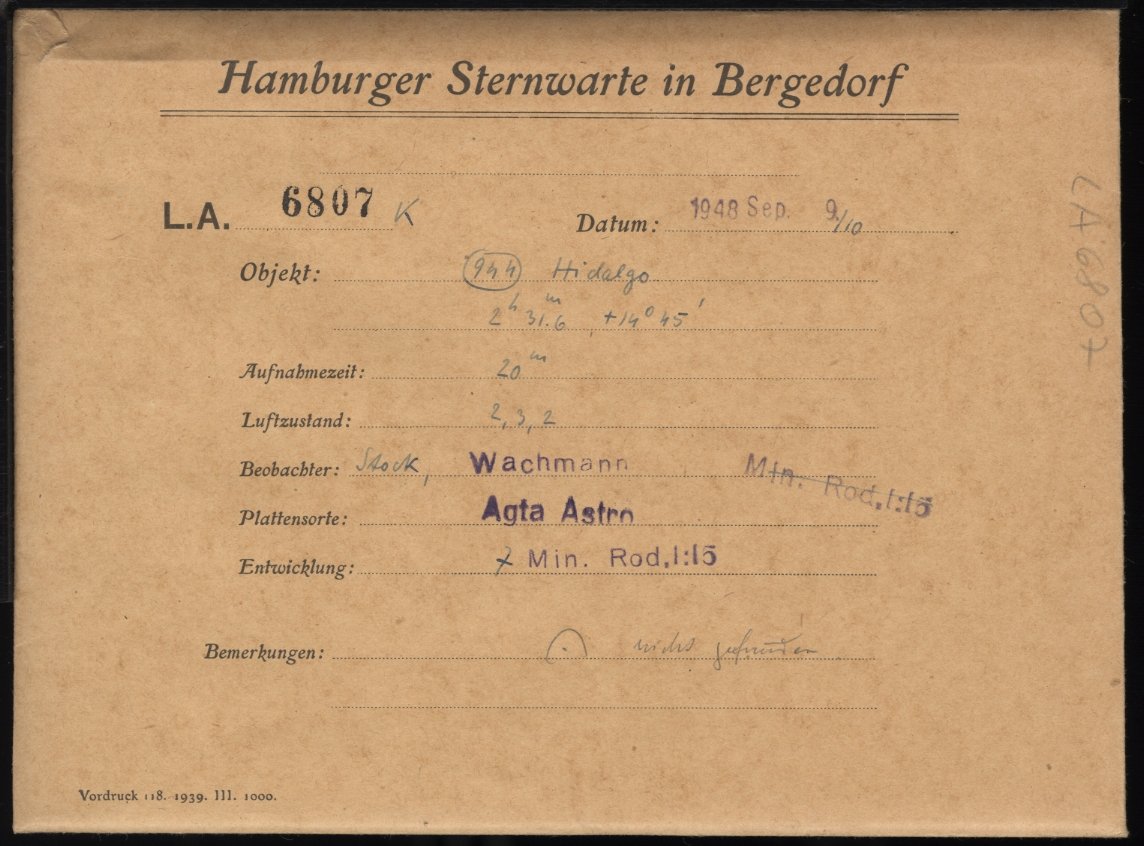 Hamburger Sternwarte in Bergedorf
L.A. 6807 K
Datum: 1948 Sep. 9./10
Objekt: 944 Hidalgo
2h 31.6m, +14° 45'
Aufnahmezeit: 20m
Luftzustand: 2, 3, 2
Beobachter: Stock, Wachmann Min. Rod. 1:15
Plattensorte: Agfa Astro
Entwicklung: 7 Min. Rod. 1:15
Bemerkungen: nicht gefunden
Vordruck 118. 1939. III. 1000.
LA 6807